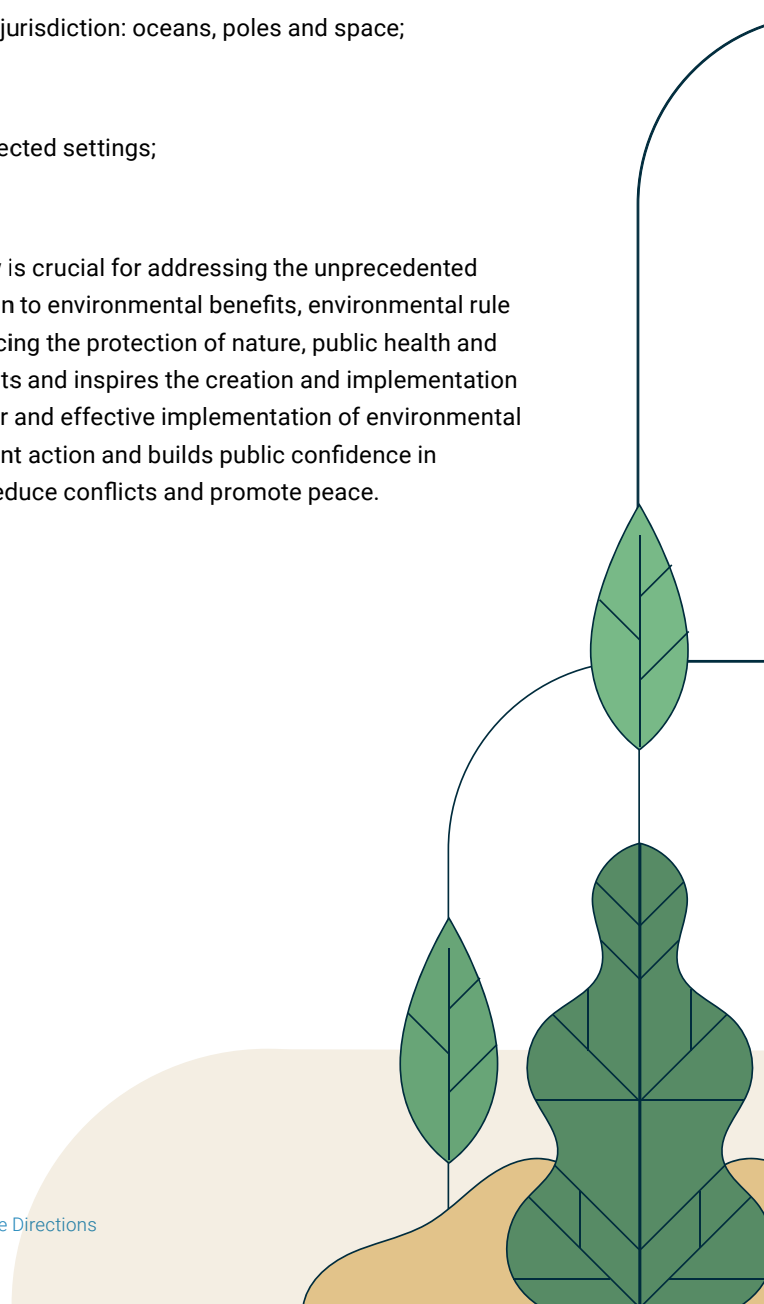 jurisdiction: oceans, poles and space;
ected settings;
is crucial for addressing the unprecedented
n to environmental benefits, environmental rule
cing the protection of nature, public health and
ts and inspires the creation and implementation
r and effective implementation of environmental
nt action and builds public confidence in
educe conflicts and promote peace.
e Directions